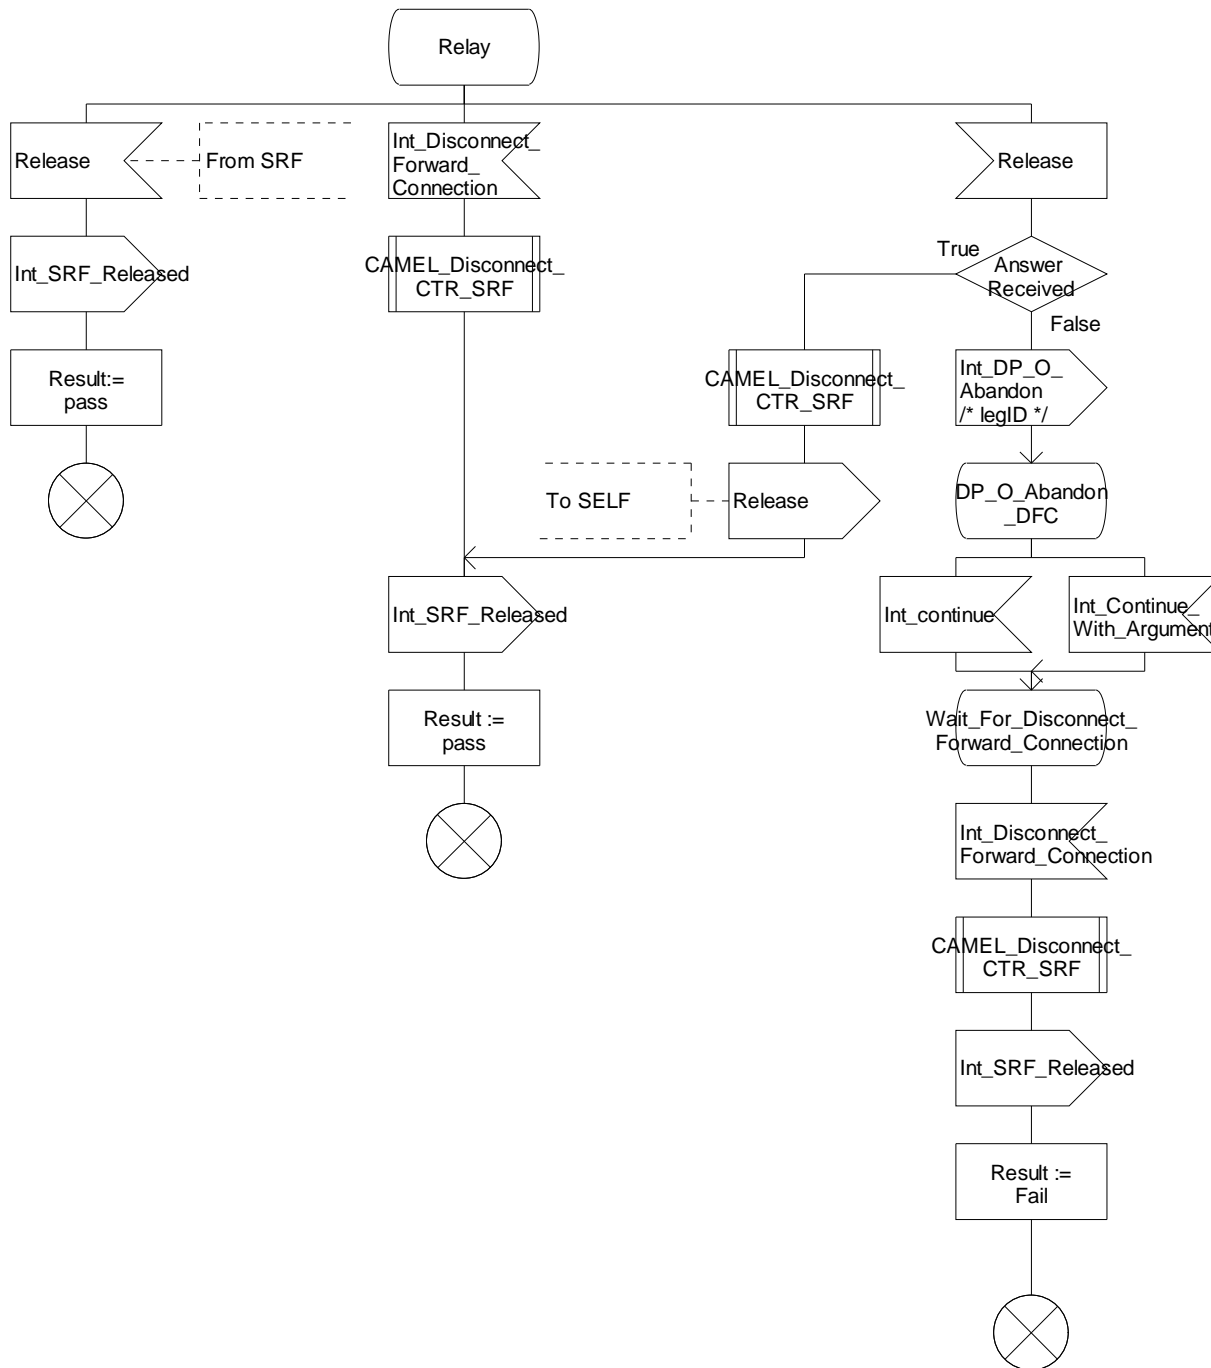 Relay
Release
From SRF
Int_Disconnect_
Forward_
Connection
Release
Int_SRF_Released
CAMEL_Disconnect_
CTR_SRF
True
Answer
Received
False
Result:=
pass
CAMEL_Disconnect_
CTR_SRF
Int_DP_O_
Abandon
/* legID */
To SELF
Release
DP_O_Abandon
_DFC
Int_SRF_Released
Int_continue
Int_Continue_
With_Argument
Result :=
pass
Wait_For_Disconnect_
Forward_Connection
Int_Disconnect_
Forward_Connection
CAMEL_Disconnect_
CTR_SRF
Int_SRF_Released
Result :=
Fail